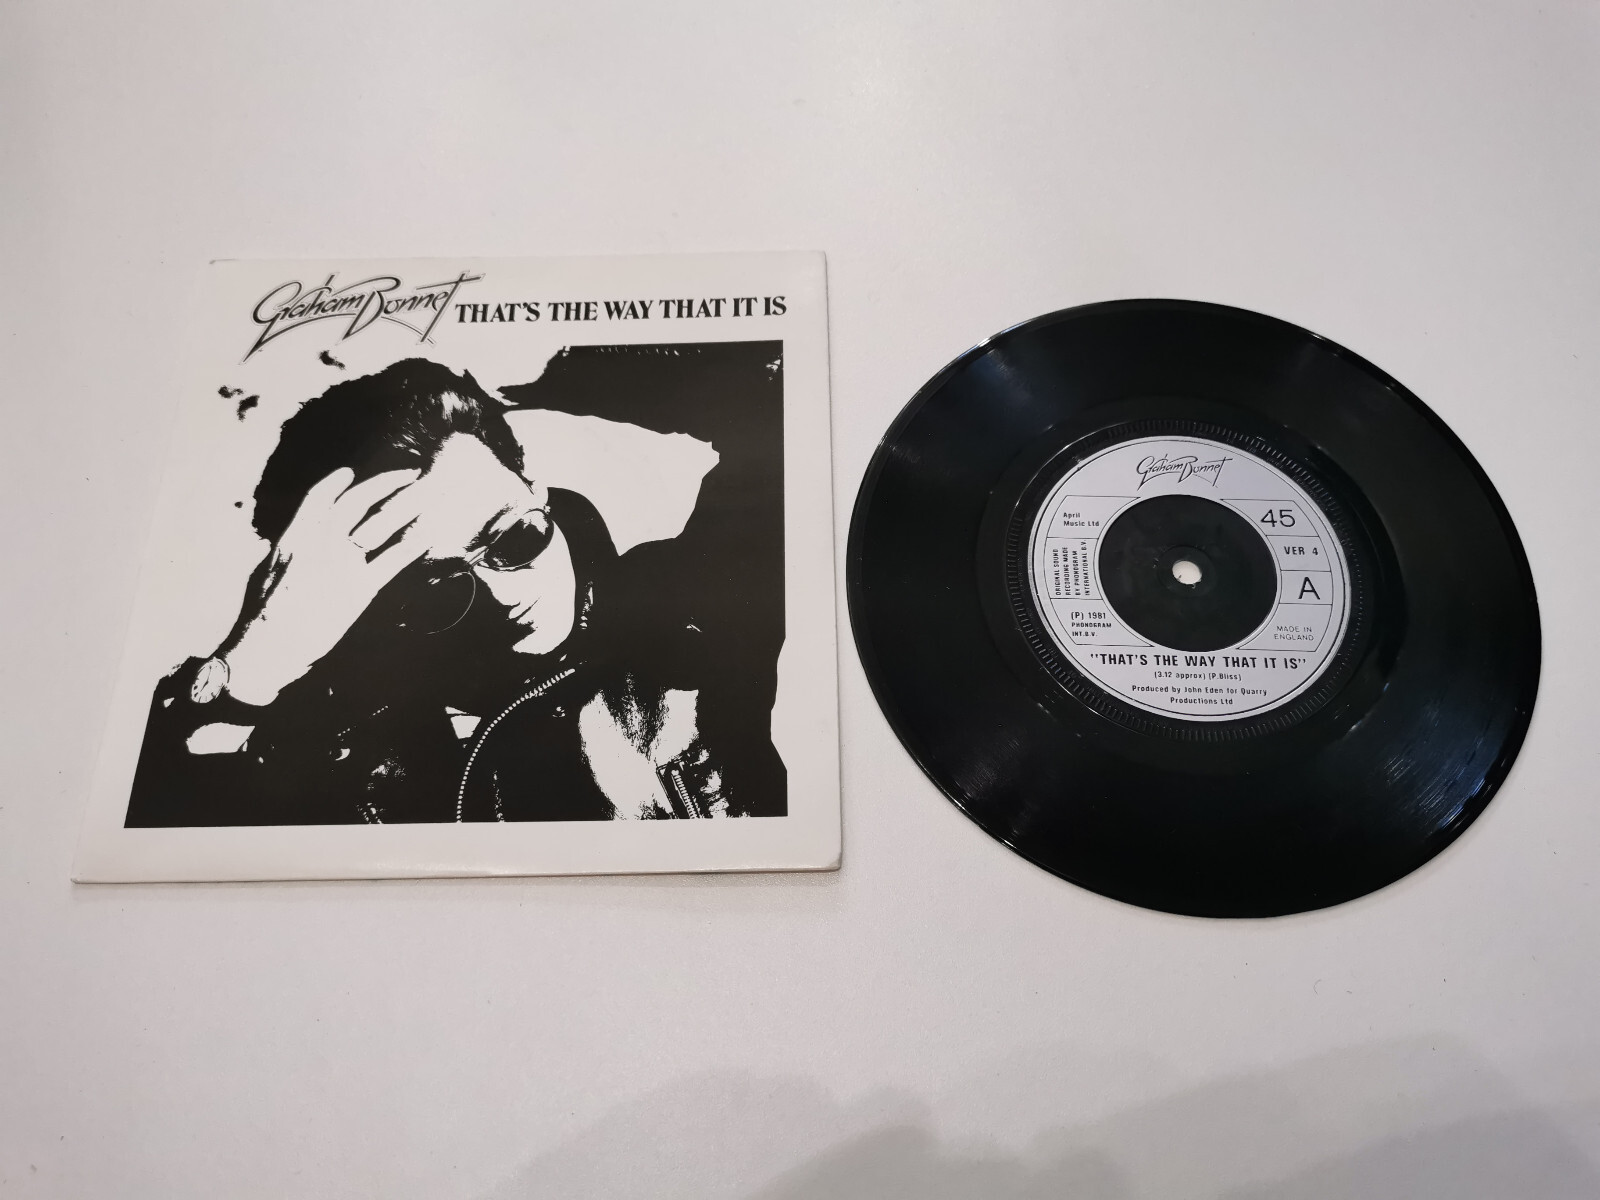 Graham Bonnet THAT'S THE WAY THAT IT IS
Graham Bonnet
April
Music Ltd
45
VER 4
A
ORIGINAL SOUND
RECORDING MADE
BY PHONOGRAM
INTERNATIONAL B.V.
(P) 1981
PHONOGRAM
INT. B.V.
MADE IN
ENGLAND
"THAT'S THE WAY THAT IT IS"
(3.12 approx) (P.Bliss)
Produced by John Eden for Quarry
Productions Ltd